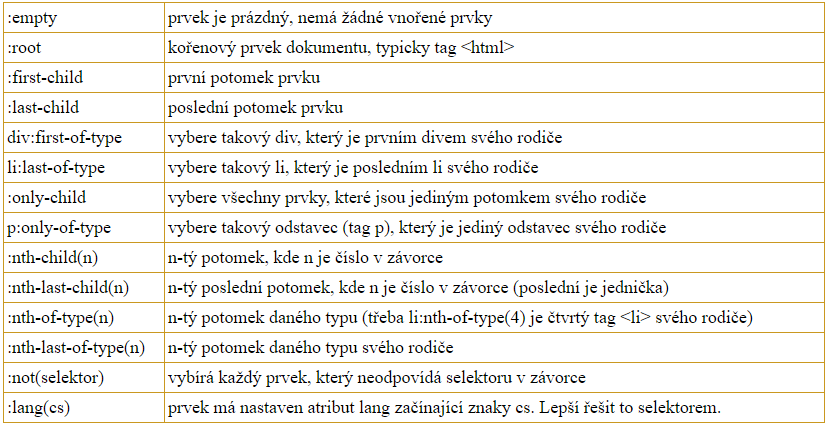 :empty prvek je prázdný, nemá žádné vnořené prvky
:root kořenový prvek dokumentu, typicky tag <html>
:first-child první potomek prvku
:last-child poslední potomek prvku
div:first-of-type vybere takový div, který je prvním divem svého rodiče
li:last-of-type vybere takový li, který je posledním li svého rodiče
:only-child vybere všechny prvky, které jsou jediným potomkem svého rodiče
p:only-of-type vybere takový odstavec (tag p), který je jediný odstavec svého rodiče
:nth-child(n) n-tý potomek, kde n je číslo v závorce
:nth-last-child(n) n-tý poslední potomek, kde n je číslo v závorce (poslední je jednička)
:nth-of-type(n) n-tý potomek daného typu (třeba li:nth-of-type(4) je čtvrtý tag <li> svého rodiče)
:nth-last-of-type(n) n-tý potomek daného typu svého rodiče
:not(selektor) vybírá každý prvek, který neodpovídá selektoru v závorce
:lang(cs) prvek má nastaven atribut lang začínající znaky cs. Lepší řešit to selektorem.